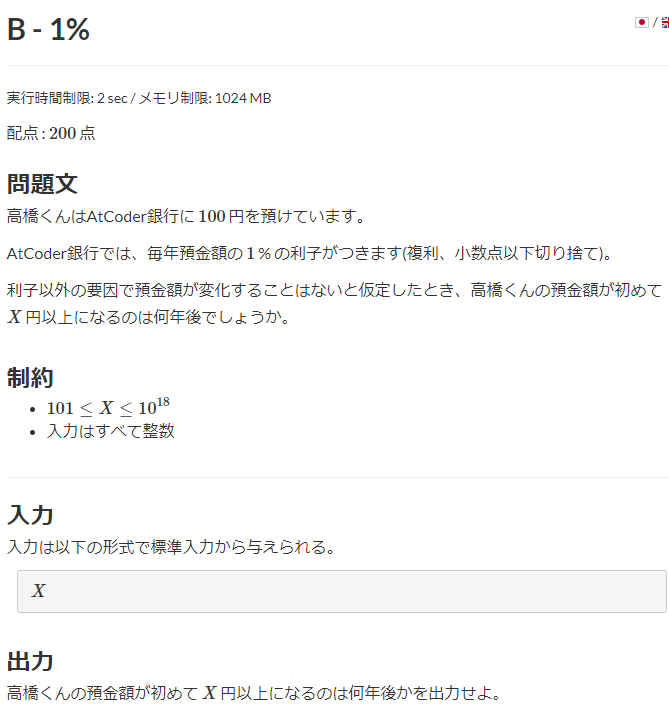 B - 1%
/
実行時間制限: 2 sec / メモリ制限: 1024 MB
配点 : 200 点
問題文
高橋くんはAtCoder銀行に 100 円を預けています。
AtCoder銀行では、毎年預金額の 1 % の利子がつきます(複利、小数点以下切り捨て)。
利子以外の要因で預金額が変化することはないと仮定したとき、高橋くんの預金額が初めて
X 円以上になるのは何年後でしょうか。
制約
• 101 ≤ X ≤ 10^18
• 入力はすべて整数
入力
入力は以下の形式で標準入力から与えられる。
X
出力
高橋くんの預金額が初めて X 円以上になるのは何年後かを出力せよ。